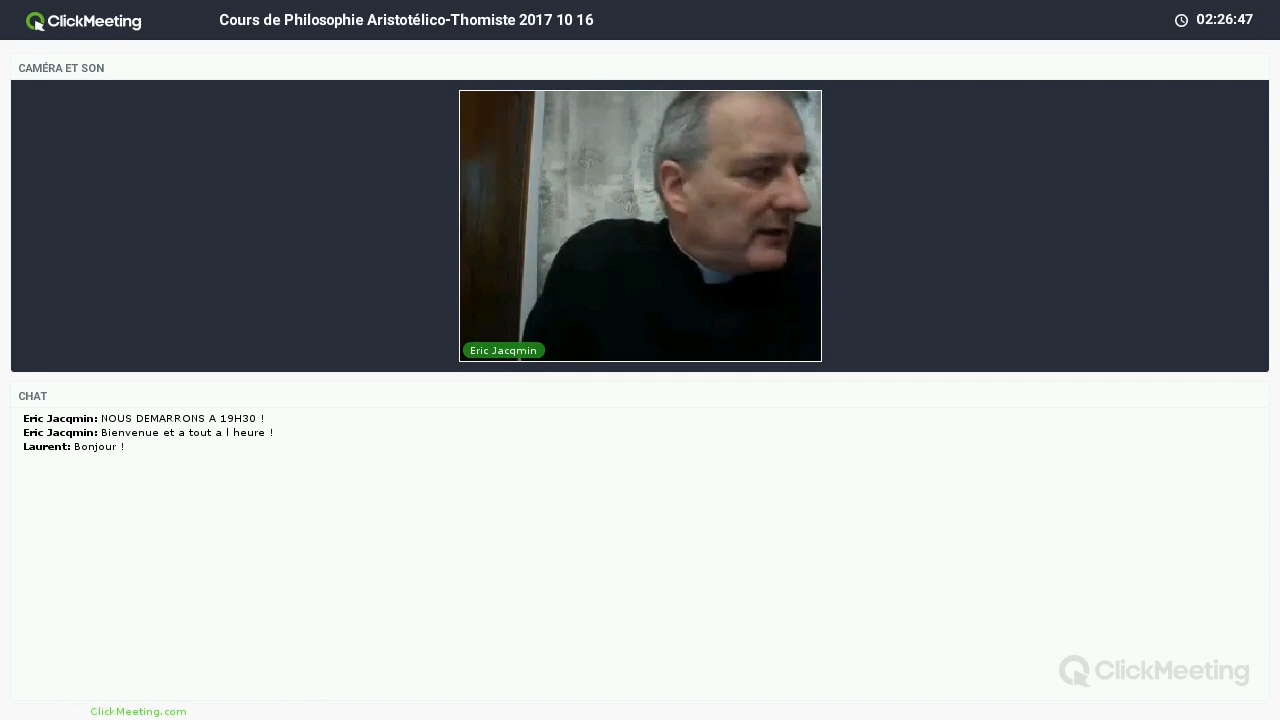 ClickMeeting
Cours de Philosophie Aristotélico-Thomiste 2017 10 16
02:26:47
CAMÉRA ET SON
Eric Jacqmin
CHAT
Eric Jacqmin: NOUS DEMARRONS A 19H30 !
Eric Jacqmin: Bienvenue et a tout a l heure !
Laurent: Bonjour !
ClickMeeting
ClickMeeting.com